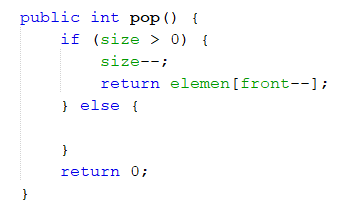 public int pop() {
    if (size > 0) {
        size--;
        return elemen[front--];
    } else {

    }
    return 0;
}